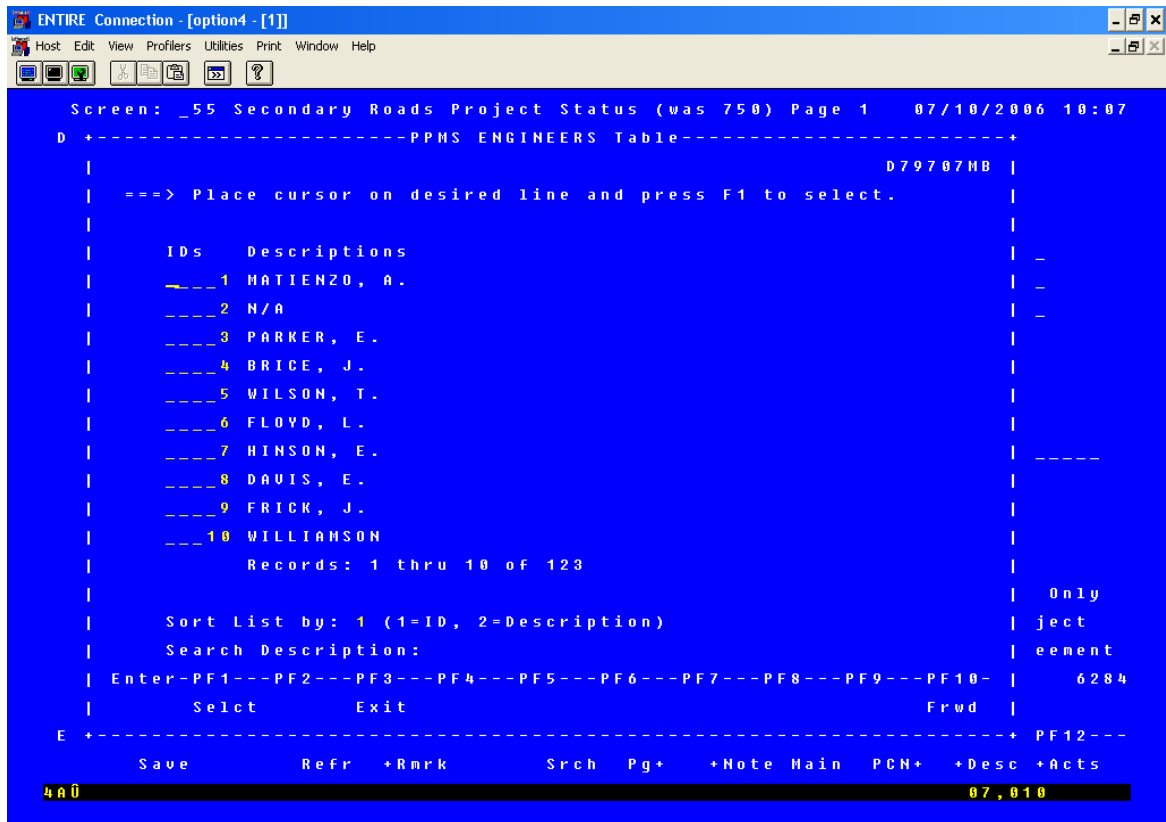 ENTIRE Connection - [option4 - [1]]
Host Edit View Profilers Utilities Print Window Help
Screen: _55 Secondary Roads Project Status (was 750) Page 1 07/10/2006 10:07
D +-----------------------PPMS ENGINEERS Table------------------------+
| D79707MB |
| ===> Place cursor on desired line and press F1 to select. |
| |
| IDs Descriptions | _
| ____1 MATIENZO, A. | _
| ____2 N/A | _
| ____3 PARKER, E. |
| ____4 BRICE, J. |
| ____5 WILSON, T. |
| ____6 FLOYD, L. |
| ____7 HINSON, E. | _____
| ____8 DAVIS, E. |
| ____9 FRICK, J. |
| ___10 WILLIAMSON |
| Records: 1 thru 10 of 123 |
| | Only
| Sort List by: 1 (1=ID, 2=Description) | ject
| Search Description: | eement
| Enter-PF1---PF2---PF3---PF4---PF5---PF6---PF7---PF8---PF9---PF10- | 6284
| Selct Exit Frwd |
E +-------------------------------------------------------------------+ PF12---
Save Refr +Rmrk Srch Pg+ +Note Main PCN+ +Desc +Acts
4AÛ 07,010